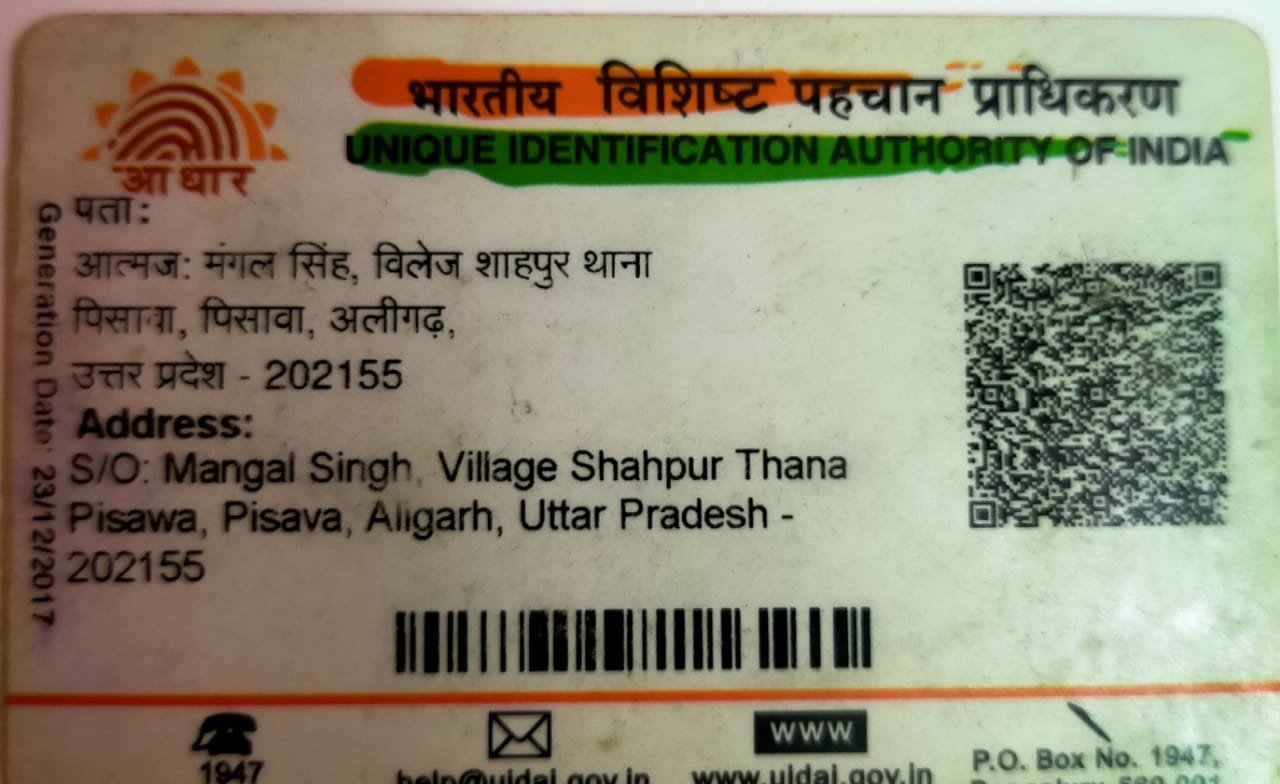 भारतीय विशिष्ट पहचान प्राधिकरण
UNIQUE IDENTIFICATION AUTHORITY OF INDIA
आधार
पता:
आत्मज: मंगल सिंह, विलेज शाहपुर थाना
पिसावा, पिसावा, अलीगढ़,
उत्तर प्रदेश - 202155
Address:
S/O: Mangal Singh, Village Shahpur Thana
Pisawa, Pisava, Aligarh, Uttar Pradesh -
202155
Generation Date: 23/12/2017
1947
help@uidai.gov.in
WWW
www.uidai.gov.in
P.O. Box No. 1947,